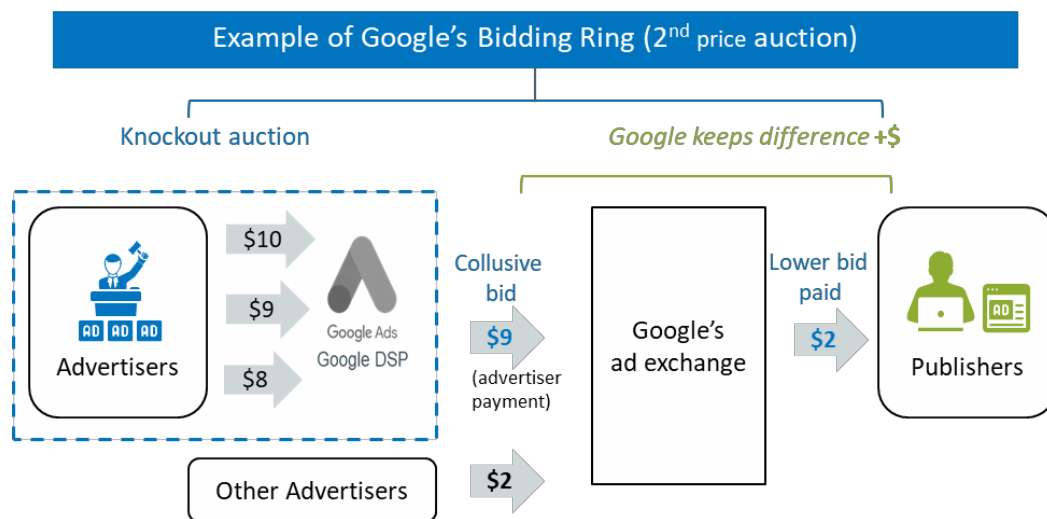 Example of Google's Bidding Ring (2nd price auction)
Knockout auction
Google keeps difference +$
$10
$9
$8
AD AD AD
Advertisers
Google Ads
Google DSP
Collusive
bid
$9
(advertiser
payment)
Google's
ad exchange
Lower bid
paid
$2
AD
Publishers
Other Advertisers
$2